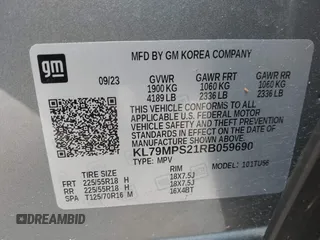 gm
MFD BY GM KOREA COMPANY
09/23 GVWR GAWR FRT GAWR RR
1900 KG 1060 KG 1060 KG
4189 LB 2336 LB 2336 LB
THIS VEHICLE CONFORMS TO ALL
APPLICABLE U.S. FEDERAL MOTOR
VEHICLE SAFETY AND THEFT PREVENTION
STANDARDS IN EFFECT ON THE DATE OF
MANUFACTURE SHOWN ABOVE.
KL79MPS21RB059690
TYPE: MPV MODEL: 101TU56
TIRE SIZE RIM
FRT 225/55R18 H 18X7.5J
RR 225/55R18 H 18X7.5J
SPA T125/70R16 M 16X4BT
DREAMBID
dreambid.com